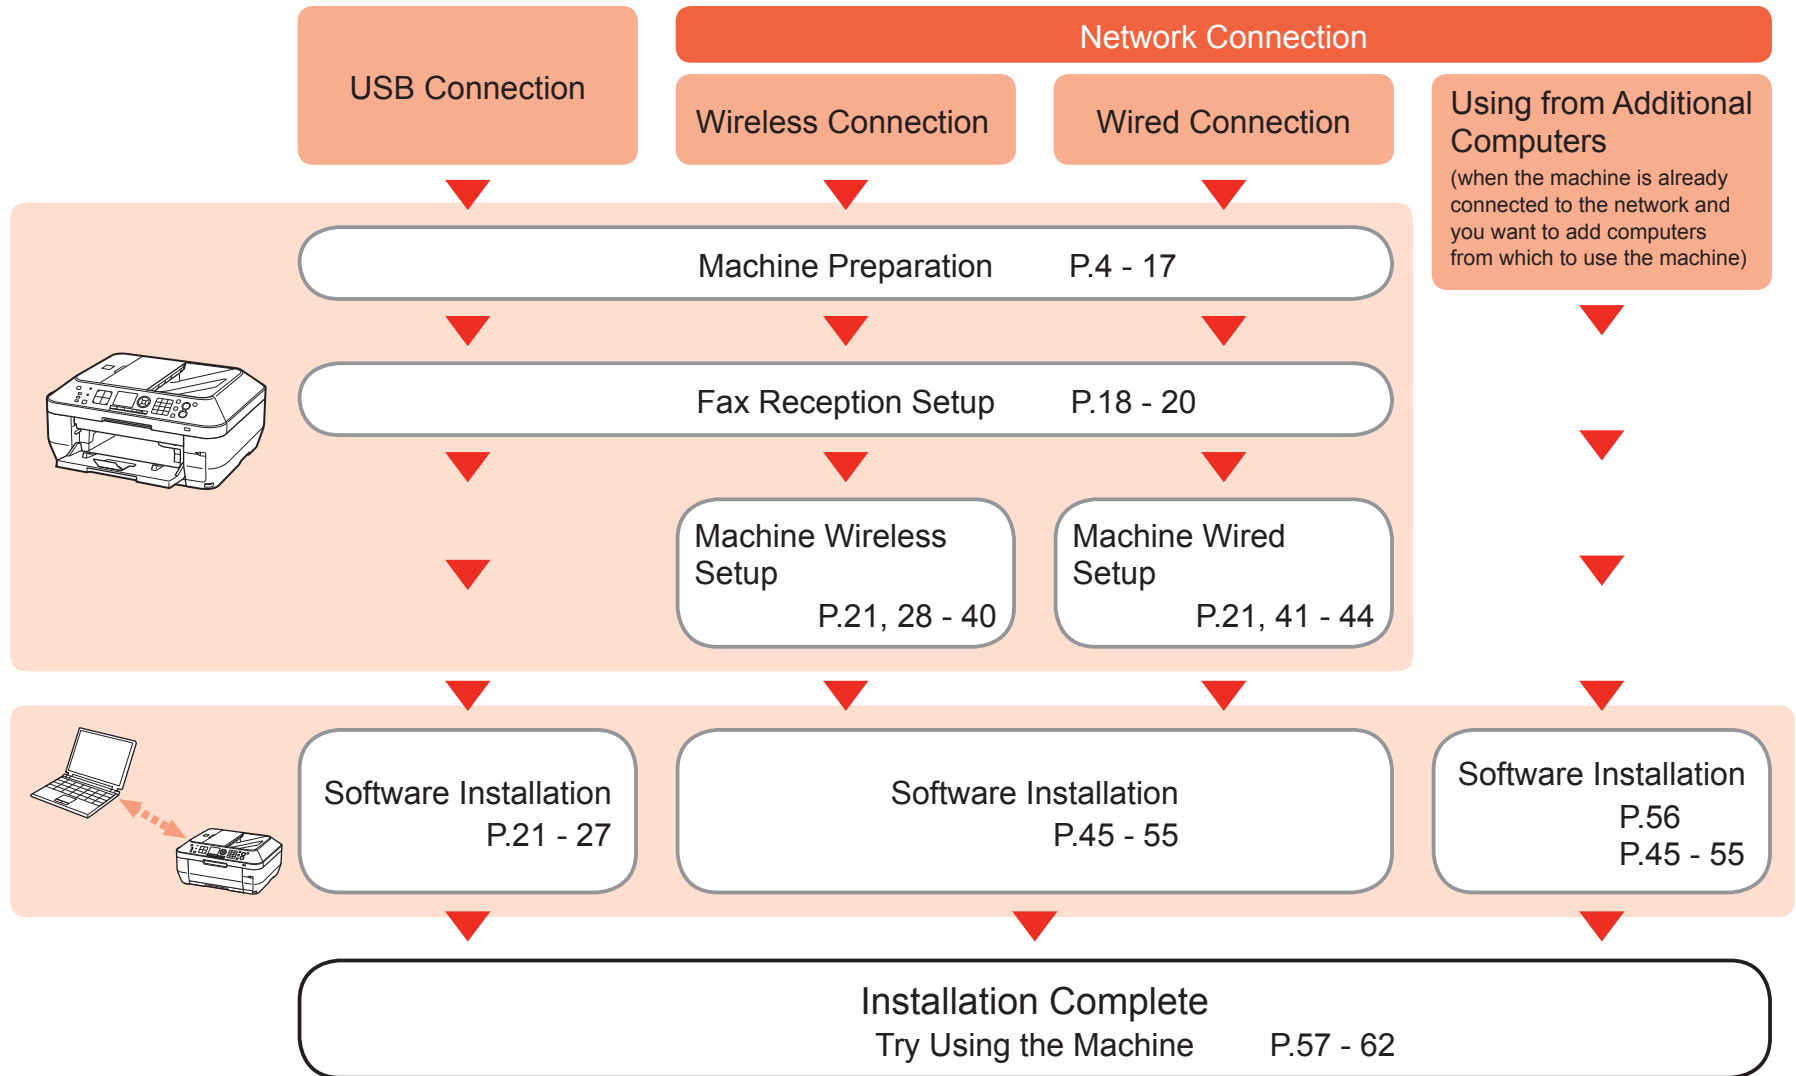 Network Connection
USB Connection
Wireless Connection
Wired Connection
Using from Additional
Computers
(when the machine is already
connected to the network and
you want to add computers
from which to use the machine)
Machine Preparation P.4 - 17
Fax Reception Setup P.18 - 20
Machine Wireless
Setup
P.21, 28 - 40
Machine Wired
Setup
P.21, 41 - 44
Software Installation
P.21 - 27
Software Installation
P.45 - 55
Software Installation
P.56
P.45 - 55
Installation Complete
Try Using the Machine P.57 - 62